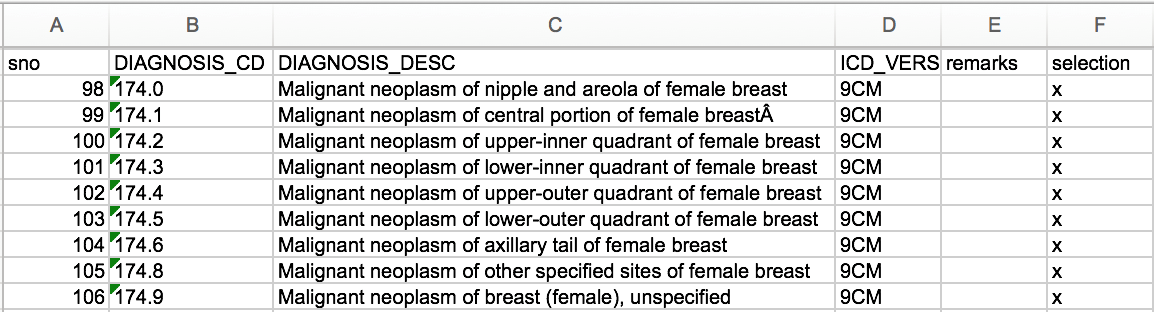 A B C D E F
sno DIAGNOSIS_CD DIAGNOSIS_DESC ICD_VERS remarks selection
98 174.0 Malignant neoplasm of nipple and areola of female breast 9CM x
99 174.1 Malignant neoplasm of central portion of female breastÂ 9CM x
100 174.2 Malignant neoplasm of upper-inner quadrant of female breast 9CM x
101 174.3 Malignant neoplasm of lower-inner quadrant of female breast 9CM x
102 174.4 Malignant neoplasm of upper-outer quadrant of female breast 9CM x
103 174.5 Malignant neoplasm of lower-outer quadrant of female breast 9CM x
104 174.6 Malignant neoplasm of axillary tail of female breast 9CM x
105 174.8 Malignant neoplasm of other specified sites of female breast 9CM x
106 174.9 Malignant neoplasm of breast (female), unspecified 9CM x